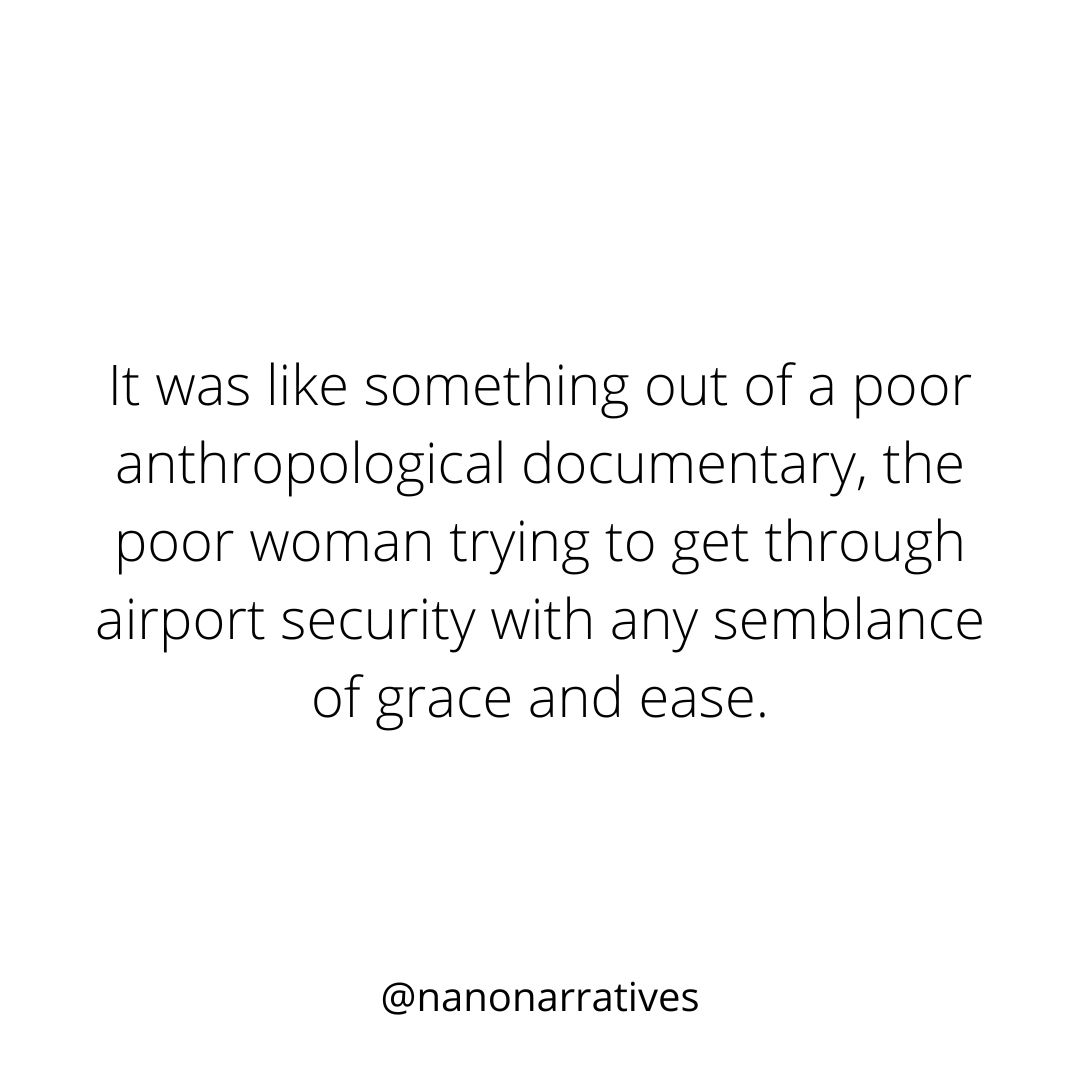 It was like something out of a poor
anthropological documentary, the
poor woman trying to get through
airport security with any semblance
of grace and ease.
@nanonarratives